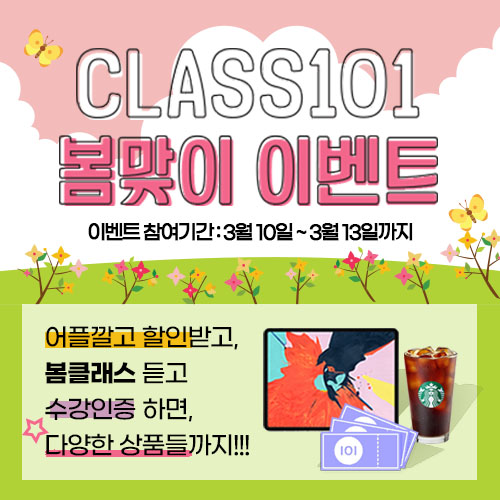 CLASS101
봄맞이 이벤트
이벤트 참여기간 : 3월 10일 ~ 3월 13일까지
어플깔고 할인받고,
봄클래스 듣고
수강인증 하면,
다양한 상품들까지!!!
101